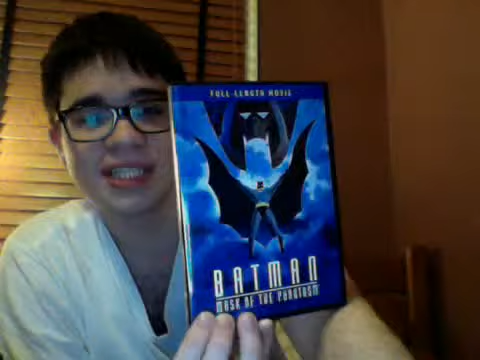 FULL-LENGTH MOVIE
BATMAN
MASK OF THE PHANTASM